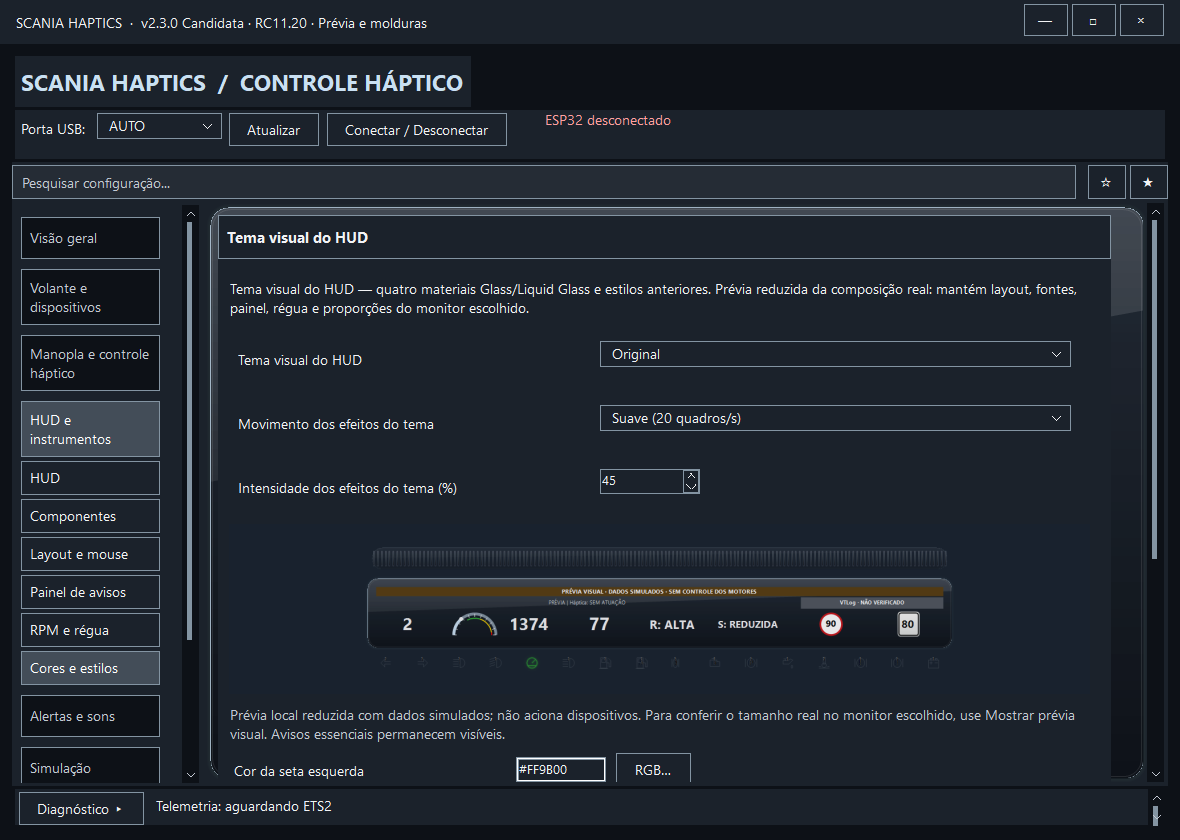 SCANIA HAPTICS · v2.3.0 Candidata · RC11.20 · Prévia e molduras
SCANIA HAPTICS / CONTROLE HÁPTICO
Porta USB:
AUTO
Atualizar
Conectar / Desconectar
ESP32 desconectado
Pesquisar configuração...
Visão geral
Volante e
dispositivos
Manopla e controle
háptico
HUD e
instrumentos
HUD
Componentes
Layout e mouse
Painel de avisos
RPM e régua
Cores e estilos
Alertas e sons
Simulação
Tema visual do HUD
Tema visual do HUD — quatro materiais Glass/Liquid Glass e estilos anteriores. Prévia reduzida da composição real: mantém layout, fontes,
painel, régua e proporções do monitor escolhido.
Tema visual do HUD
Original
Movimento dos efeitos do tema
Suave (20 quadros/s)
Intensidade dos efeitos do tema (%)
45
PRÉVIA VISUAL · DADOS SIMULADOS · SEM CONTROLE DOS MOTORES
PRÉVIA | Háptica: SEM ATUAÇÃO
VTLog · NÃO VERIFICADO
2
1374
77
R: ALTA
S: REDUZIDA
90
80
Prévia local reduzida com dados simulados; não aciona dispositivos. Para conferir o tamanho real no monitor escolhido, use Mostrar prévia
visual. Avisos essenciais permanecem visíveis.
Cor da seta esquerda
#FF9B00
RGB...
Diagnóstico
Telemetria: aguardando ETS2